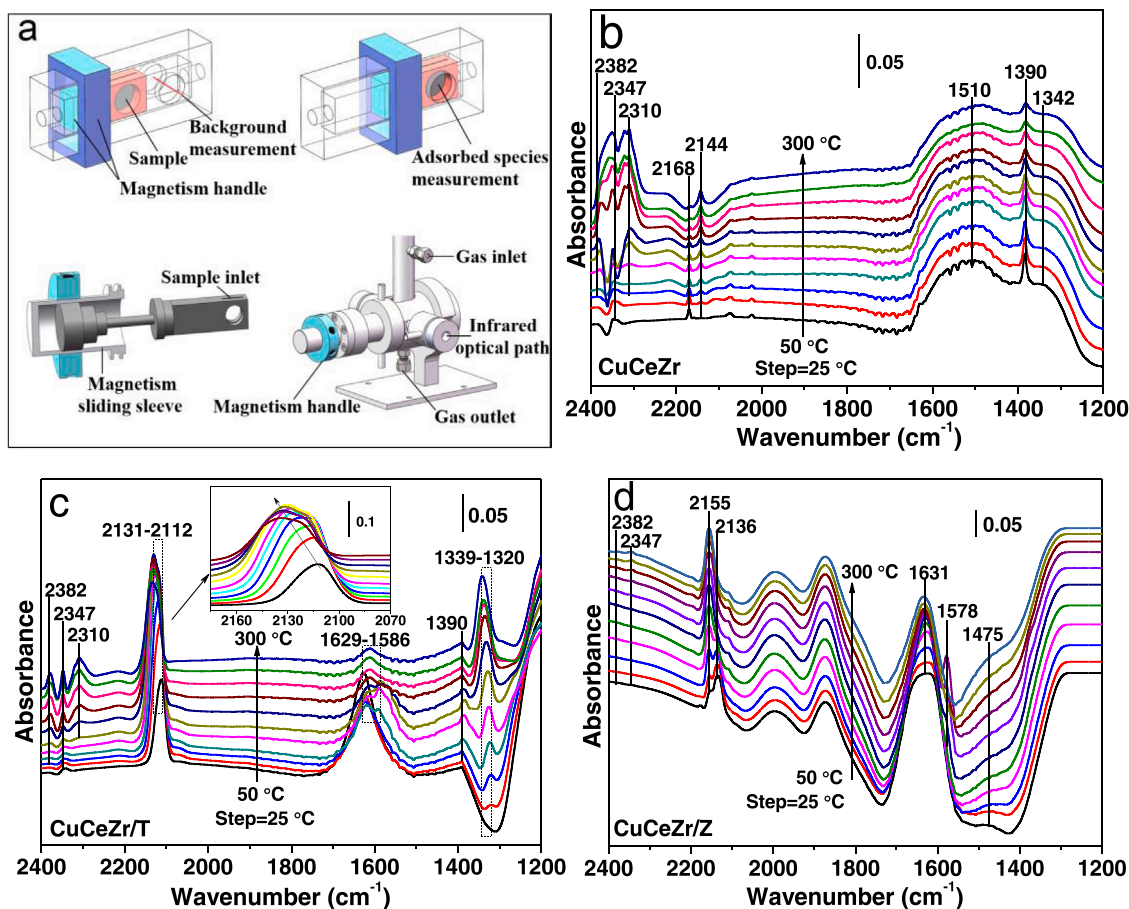 a
Background
measurement
Sample
Magnetism handle
Adsorbed species
measurement
Sample inlet
Magnetism
sliding sleeve
Gas inlet
Infrared
optical path
Magnetism handle
Gas outlet
b
2382
2347
2310
2168
2144
0.05
1510
1390
1342
300 °C
50 °C
Step=25 °C
CuCeZr
Absorbance
2400
2200
2000
1800
1600
1400
1200
Wavenumber (cm⁻¹)
c
2131-2112
2382
2347
2310
0.1
2160
2130
2100
2070
0.05
1339-1320
1390
1629-1586
300 °C
50 °C
Step=25 °C
CuCeZr/T
Absorbance
2400
2200
2000
1800
1600
1400
1200
Wavenumber (cm⁻¹)
d
2382
2347
2155
2136
0.05
300 °C
1631
1578
1475
50 °C
Step=25 °C
CuCeZr/Z
Absorbance
2400
2200
2000
1800
1600
1400
1200
Wavenumber (cm⁻¹)